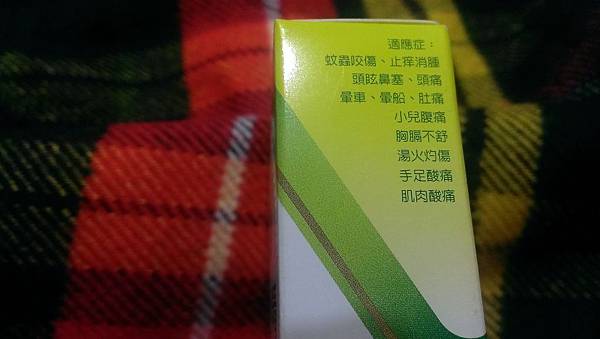 適應症：
蚊蟲咬傷、止痒消腫
頭眩鼻塞、頭痛
暈車、暈船、肚痛
小兒腹痛
胸膈不舒
湯火灼傷
手足酸痛
肌肉酸痛